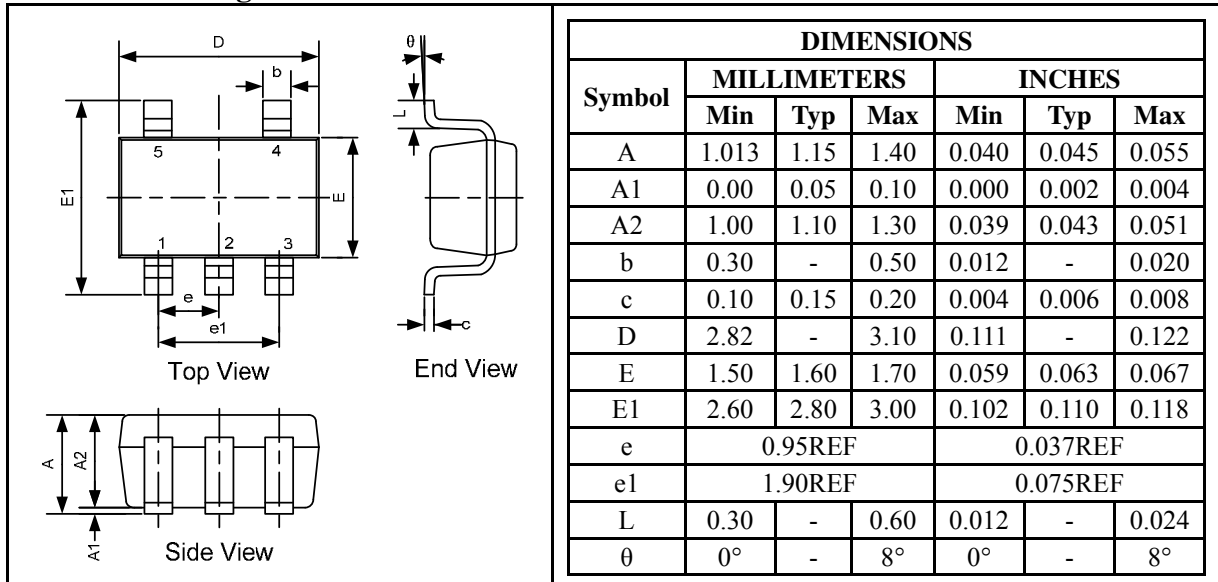 D
b
5 4
E1
E
1 2 3
e
e1
Top View
θ
L
c
End View
A
A2
A1
Side View
DIMENSIONS
Symbol MILLIMETERS INCHES
Min Typ Max Min Typ Max
A 1.013 1.15 1.40 0.040 0.045 0.055
A1 0.00 0.05 0.10 0.000 0.002 0.004
A2 1.00 1.10 1.30 0.039 0.043 0.051
b 0.30 - 0.50 0.012 - 0.020
c 0.10 0.15 0.20 0.004 0.006 0.008
D 2.82 - 3.10 0.111 - 0.122
E 1.50 1.60 1.70 0.059 0.063 0.067
E1 2.60 2.80 3.00 0.102 0.110 0.118
e 0.95REF 0.037REF
e1 1.90REF 0.075REF
L 0.30 - 0.60 0.012 - 0.024
θ 0° - 8° 0° - 8°